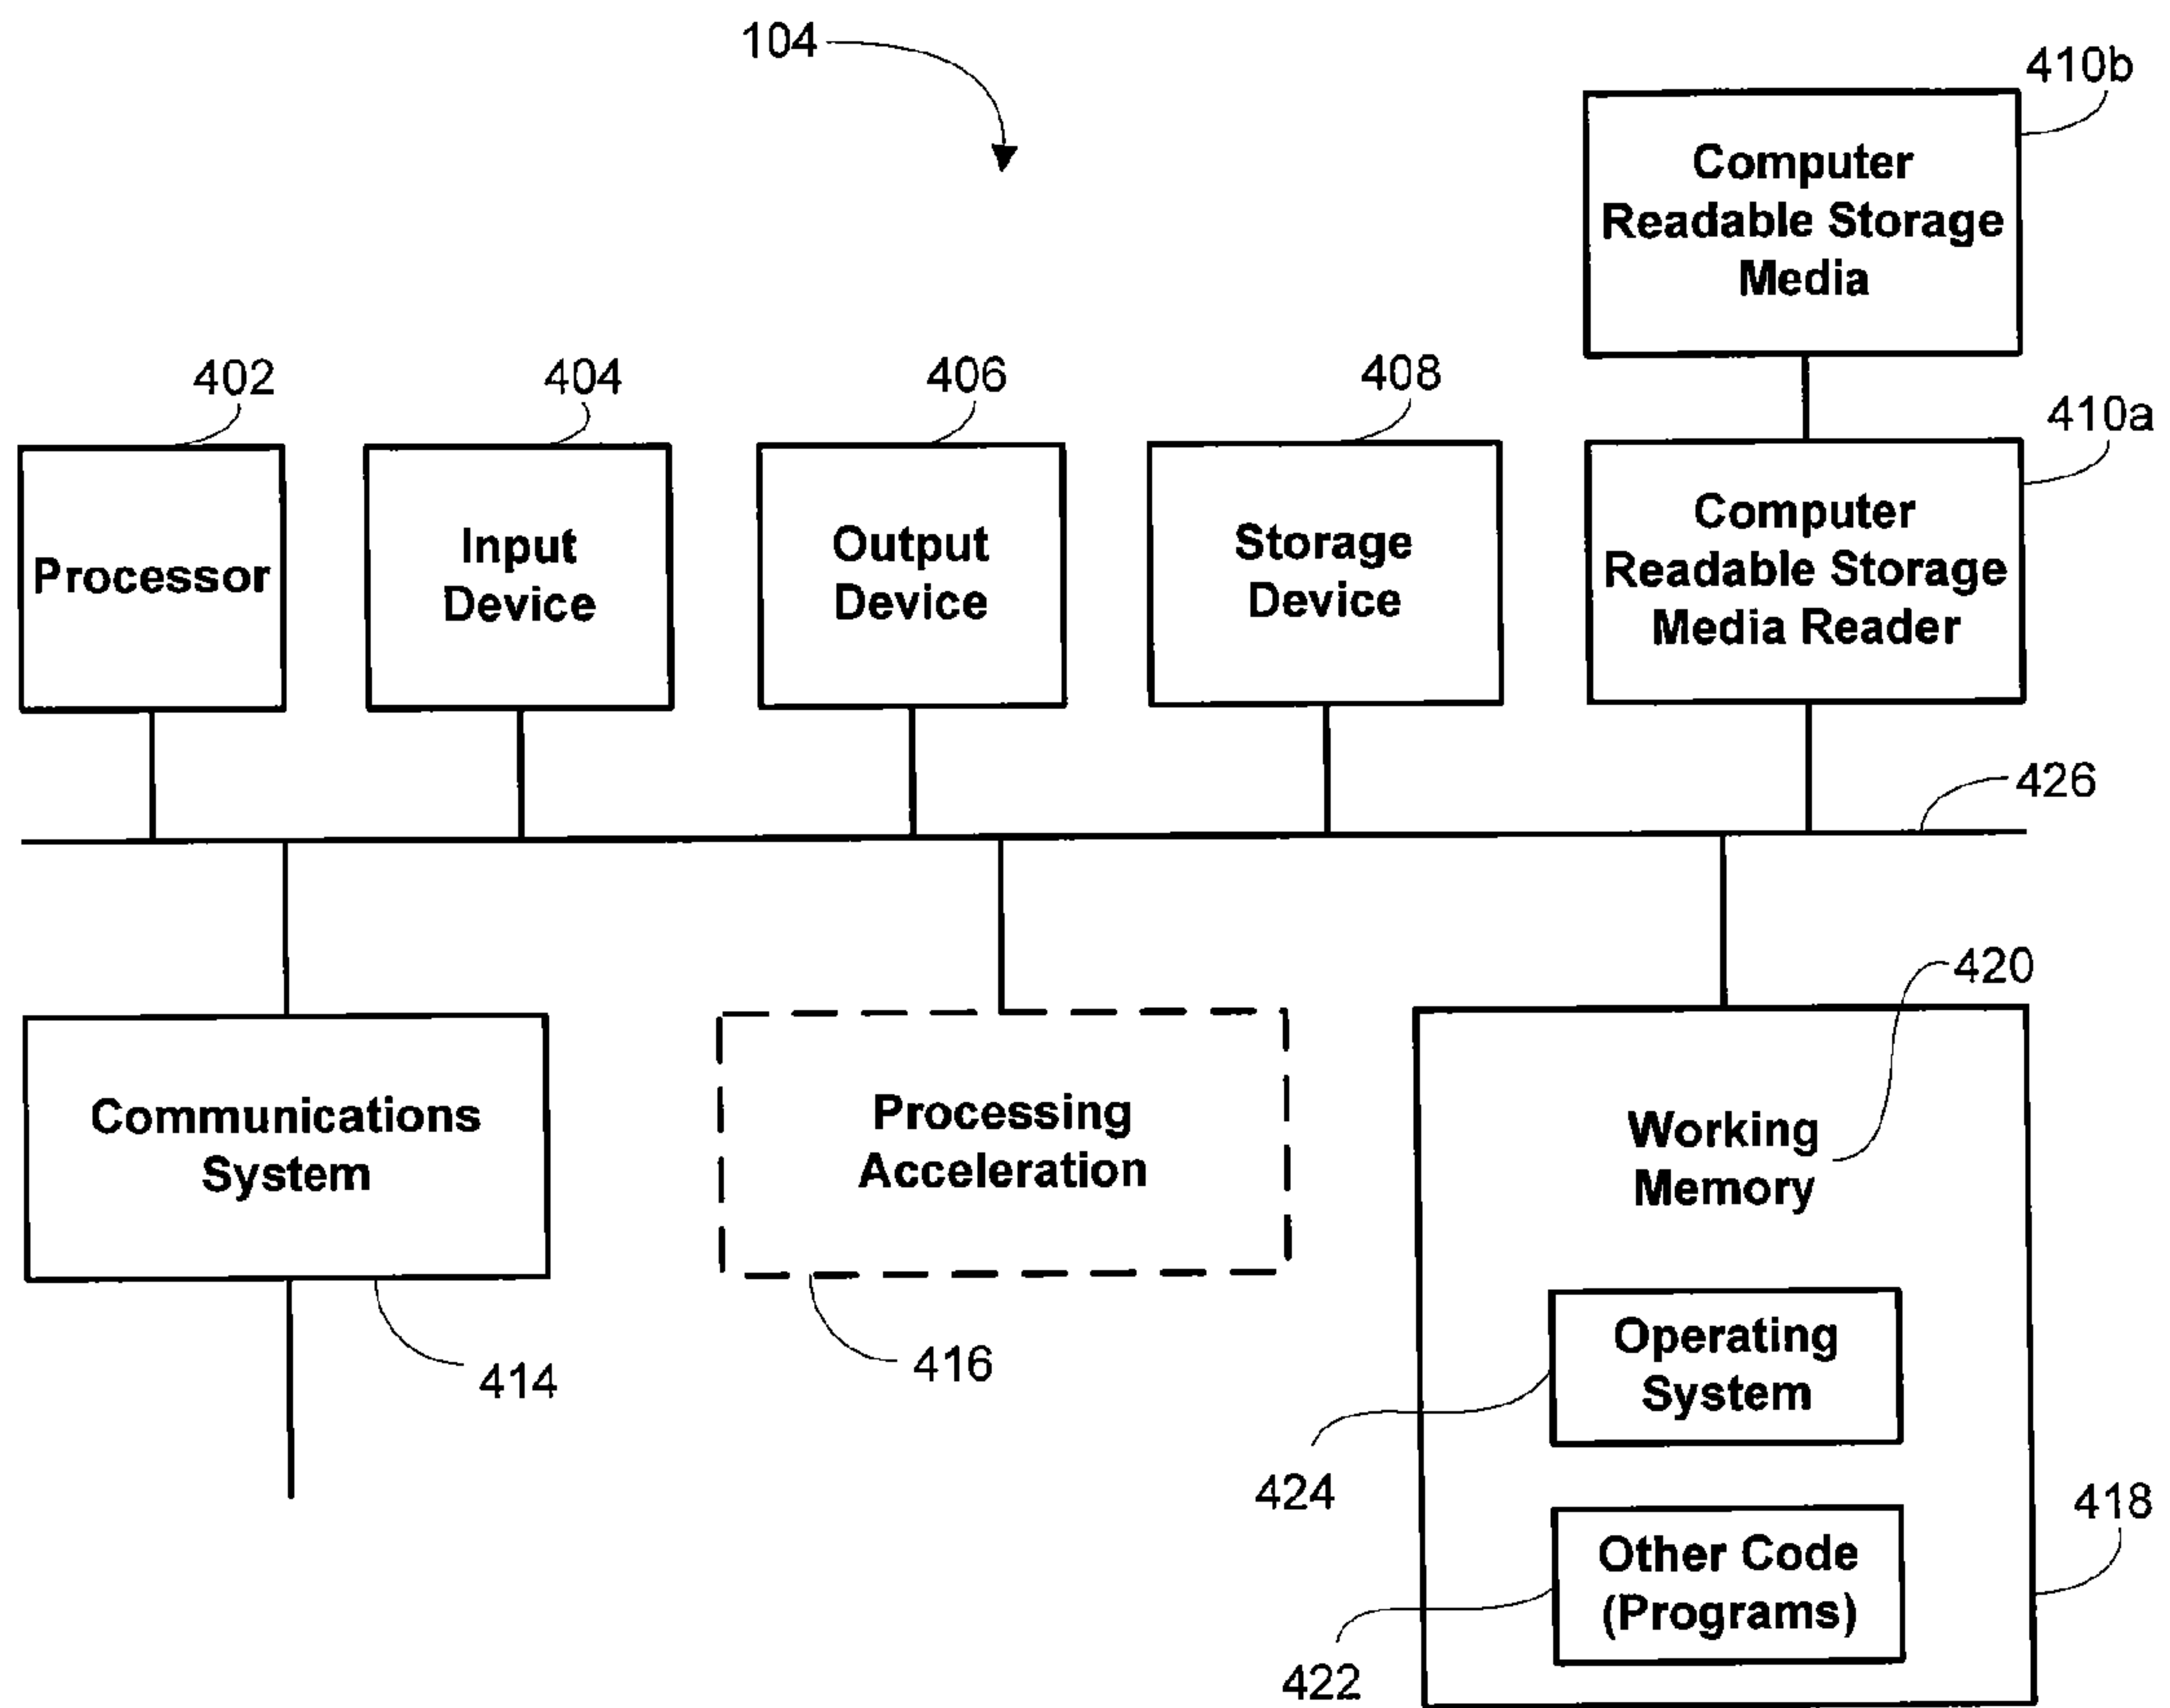 104
410b
Computer
Readable Storage
Media
402
404
406
408
410a
Processor
Input
Device
Output
Device
Storage
Device
Computer
Readable Storage
Media Reader
426
420
Communications
System
Processing
Acceleration
Working
Memory
414
416
Operating
System
424
418
Other Code
(Programs)
422